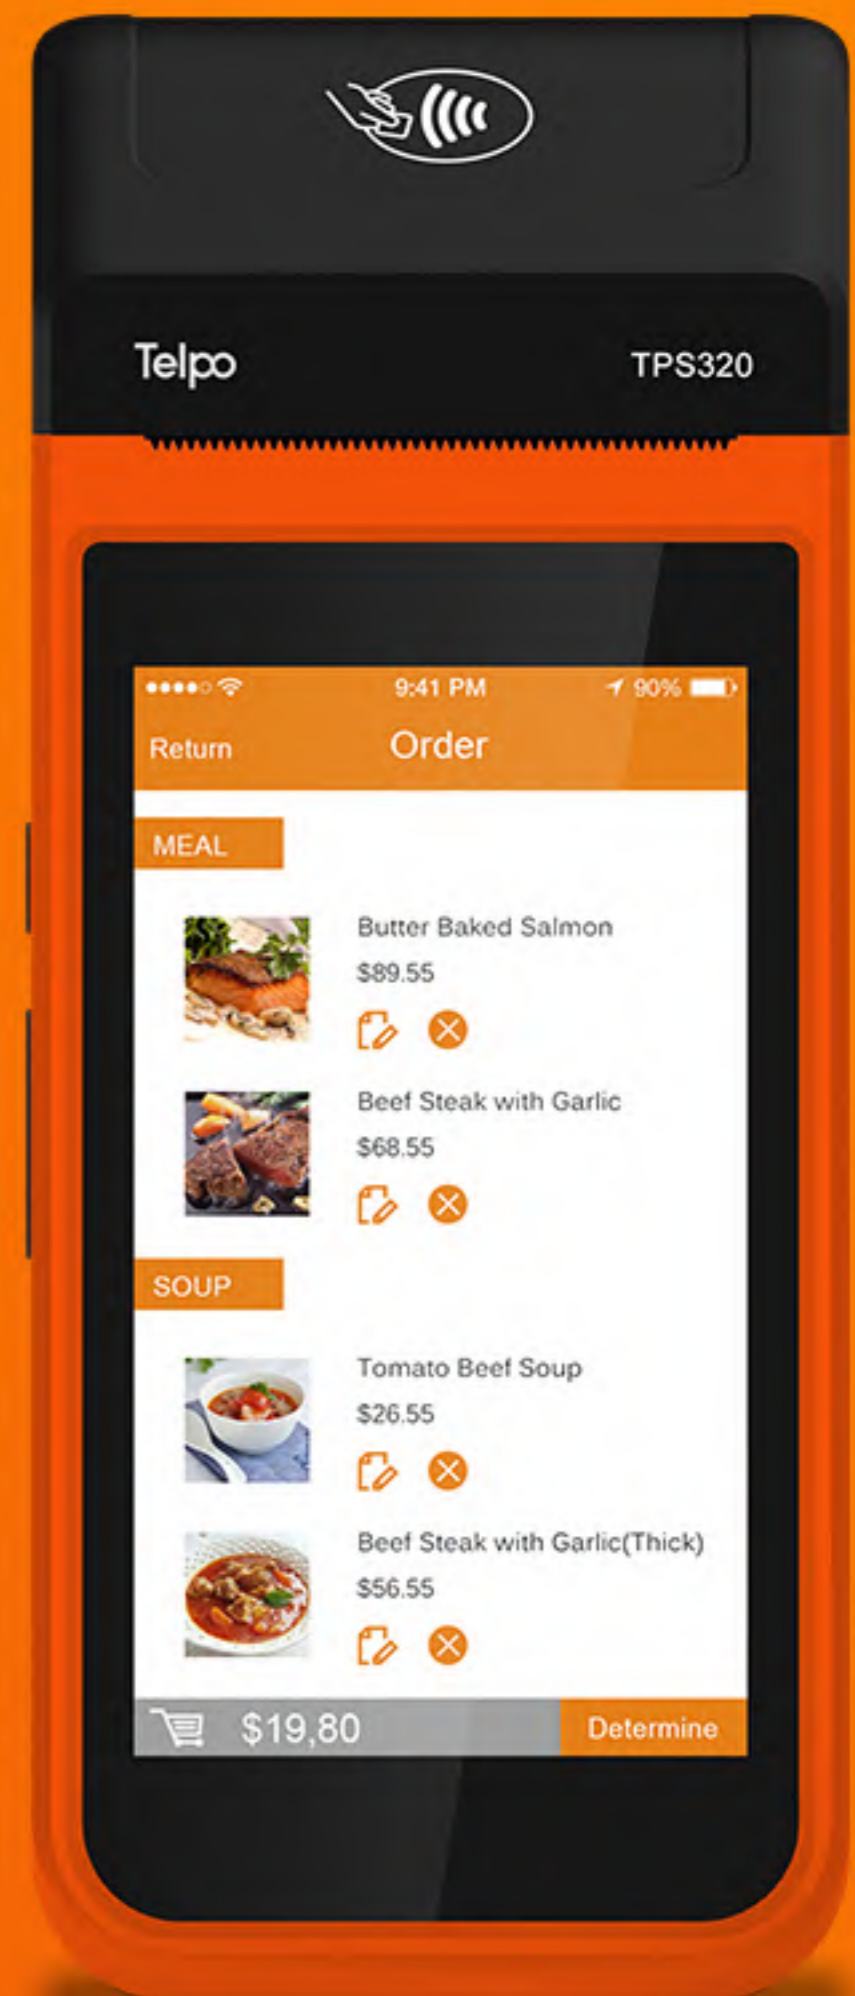 Telpo TPS320
9:41 PM 90%
Return Order
MEAL
Butter Baked Salmon
$89.55
Beef Steak with Garlic
$68.55
SOUP
Tomato Beef Soup
$26.55
Beef Steak with Garlic(Thick)
$56.55
$19,80 Determine